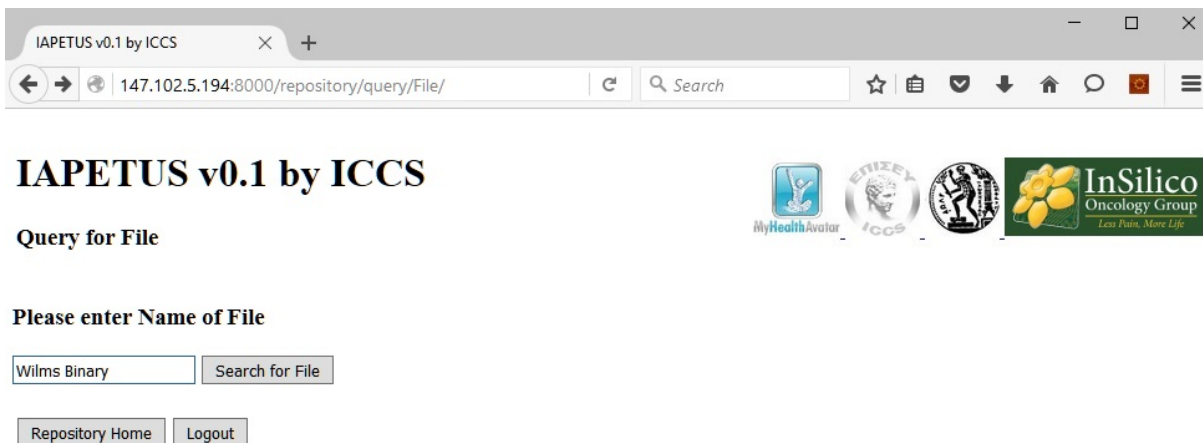 IAPETUS v0.1 by ICCS
147.102.5.194:8000/repository/query/File/
Search
IAPETUS v0.1 by ICCS
MyHealthAvatar
ΕΠΙΣΕΥ
ICCS
InSilico
Oncology Group
Less Pain, More Life
Query for File
Please enter Name of File
Wilms Binary
Search for File
Repository Home
Logout